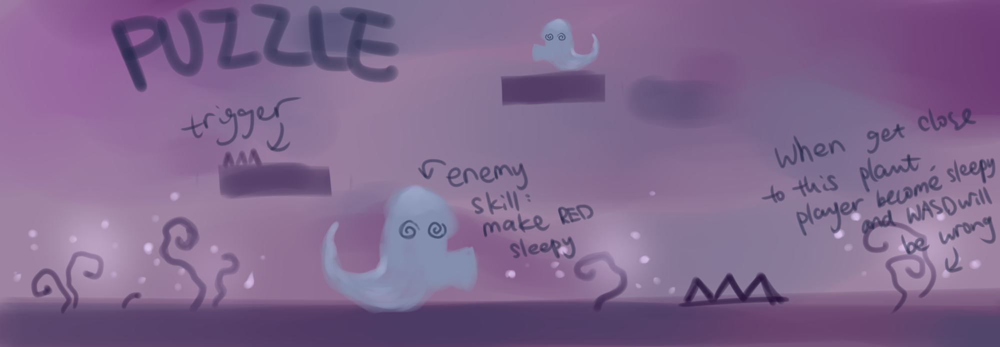 PUZZLE
trigger
enemy
skill:
make RED
sleepy
When get close
to this plant
player become sleepy
and WASD will
be wrong